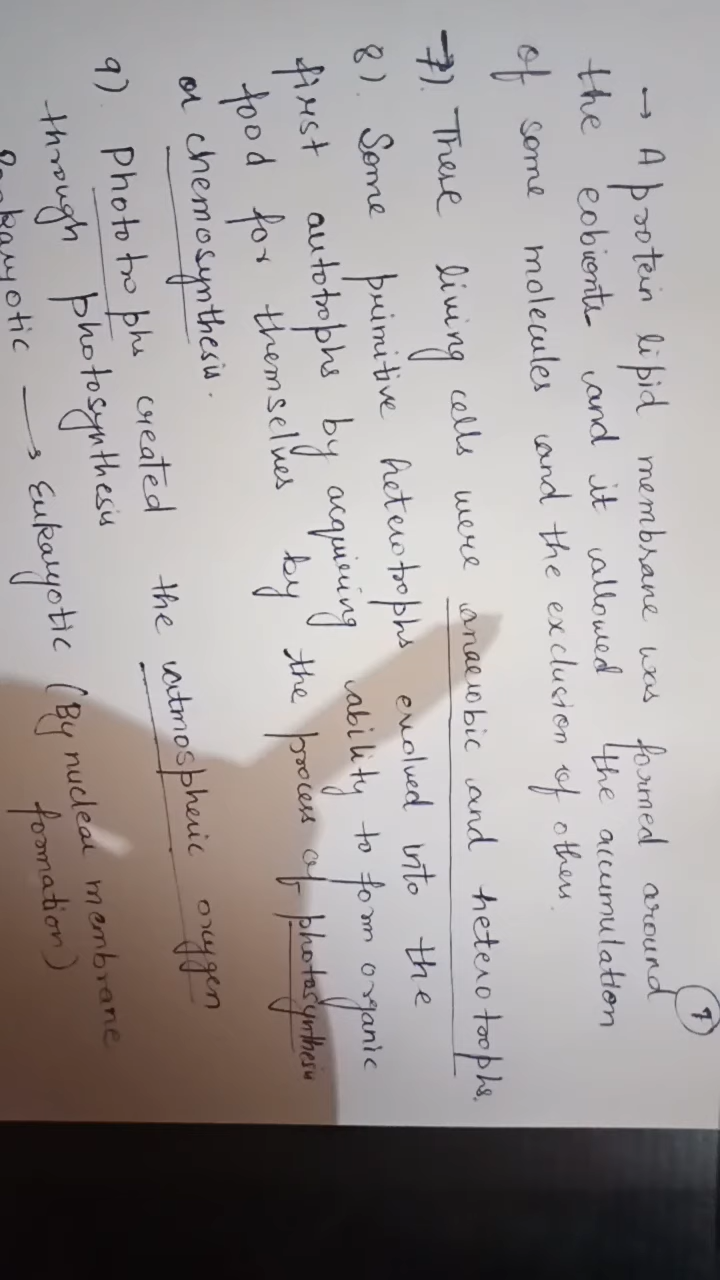 7
→ A protein lipid membrane was formed around
the eobionts and it allowed the accumulation
of some molecules and the exclusion of others.
7). These living cells were anaerobic and heterotrophs.
8). Some primitive heterotrophs evolved into the
first autotrophs by acquiering ability to form organic
food for themselves by the process of photosynthesis
or chemosynthesis.
9). Phototrophs created the atmospheric oxygen
through photosynthesis
Prokaryotic → Eukaryotic (By nuclear membrane
formation)